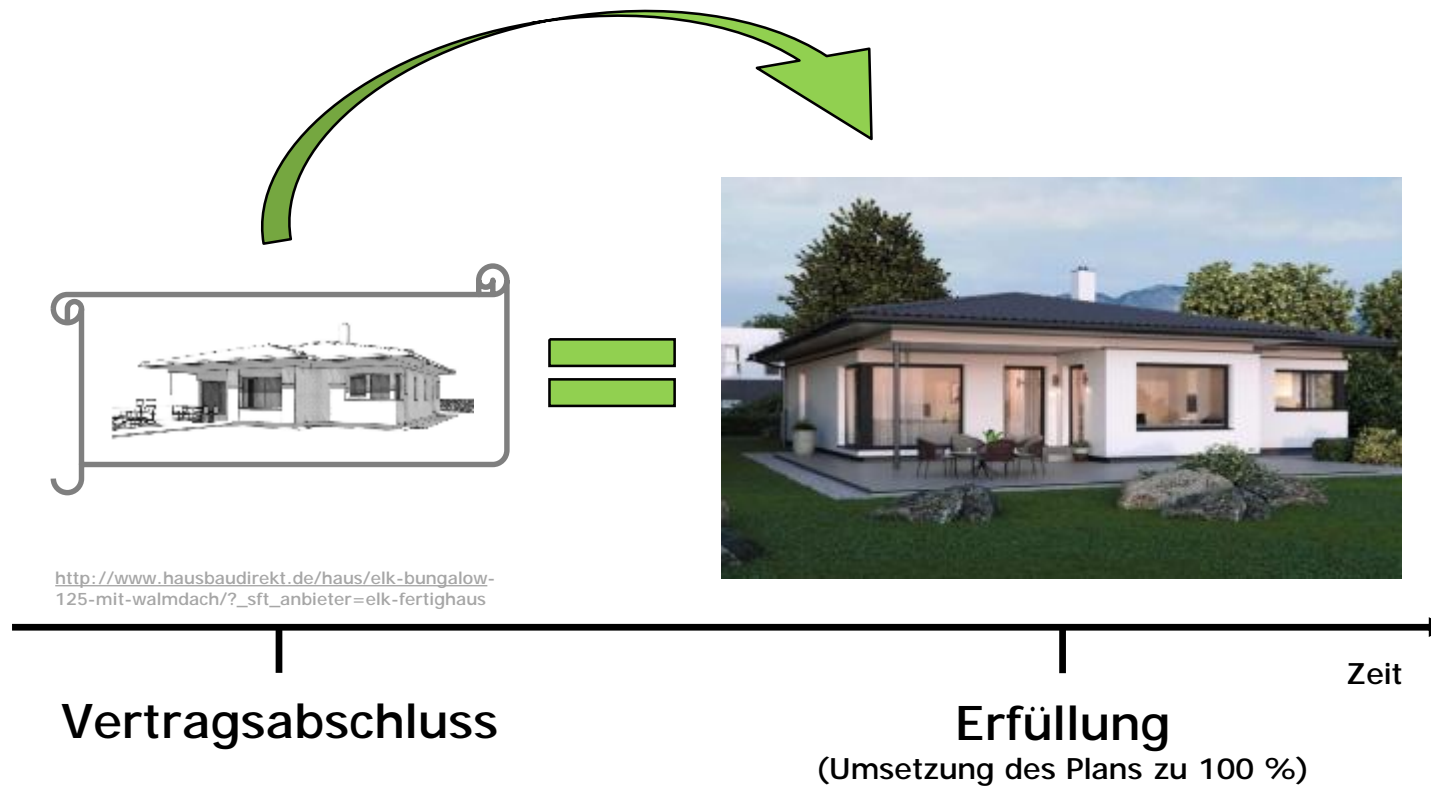 http://www.hausbaudirekt.de/haus/elk-bungalow-
125-mit-walmdach/?_sft_anbieter=elk-fertighaus
Zeit
Vertragsabschluss
Erfüllung
(Umsetzung des Plans zu 100 %)